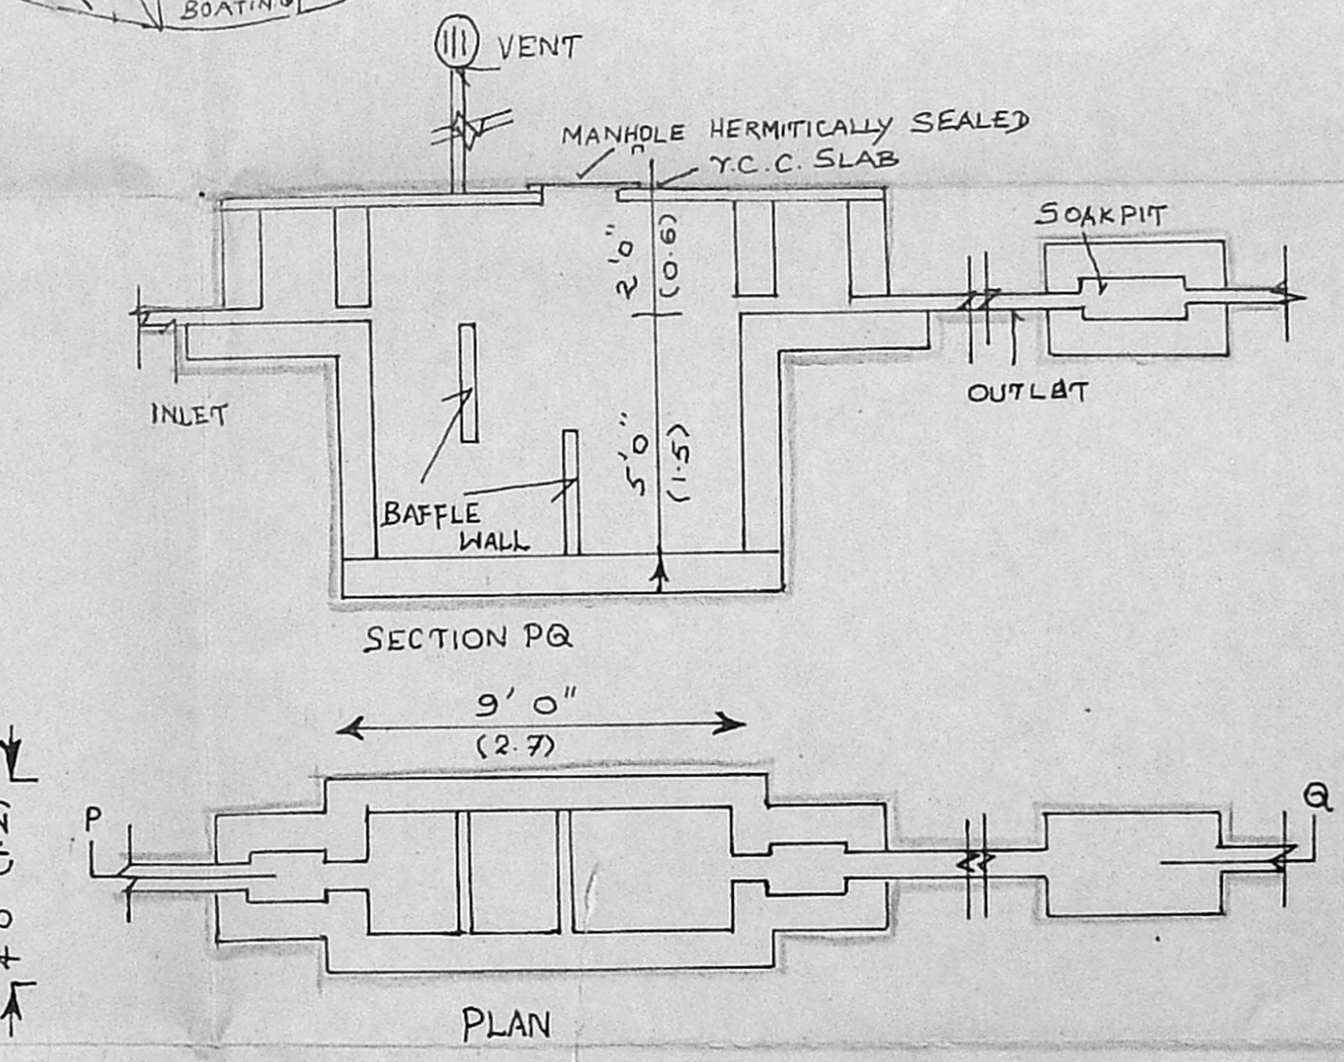 BOATING
VENT
MANHOLE HERMITICALLY SEALED
r.C.C. SLAB
2'0"
(0.6)
SOAKPIT
INLET
OUTLET
5'0"
(1.5)
BAFFLE
WALL
SECTION PQ
9' 0"
(2.7)
P
Q
PLAN